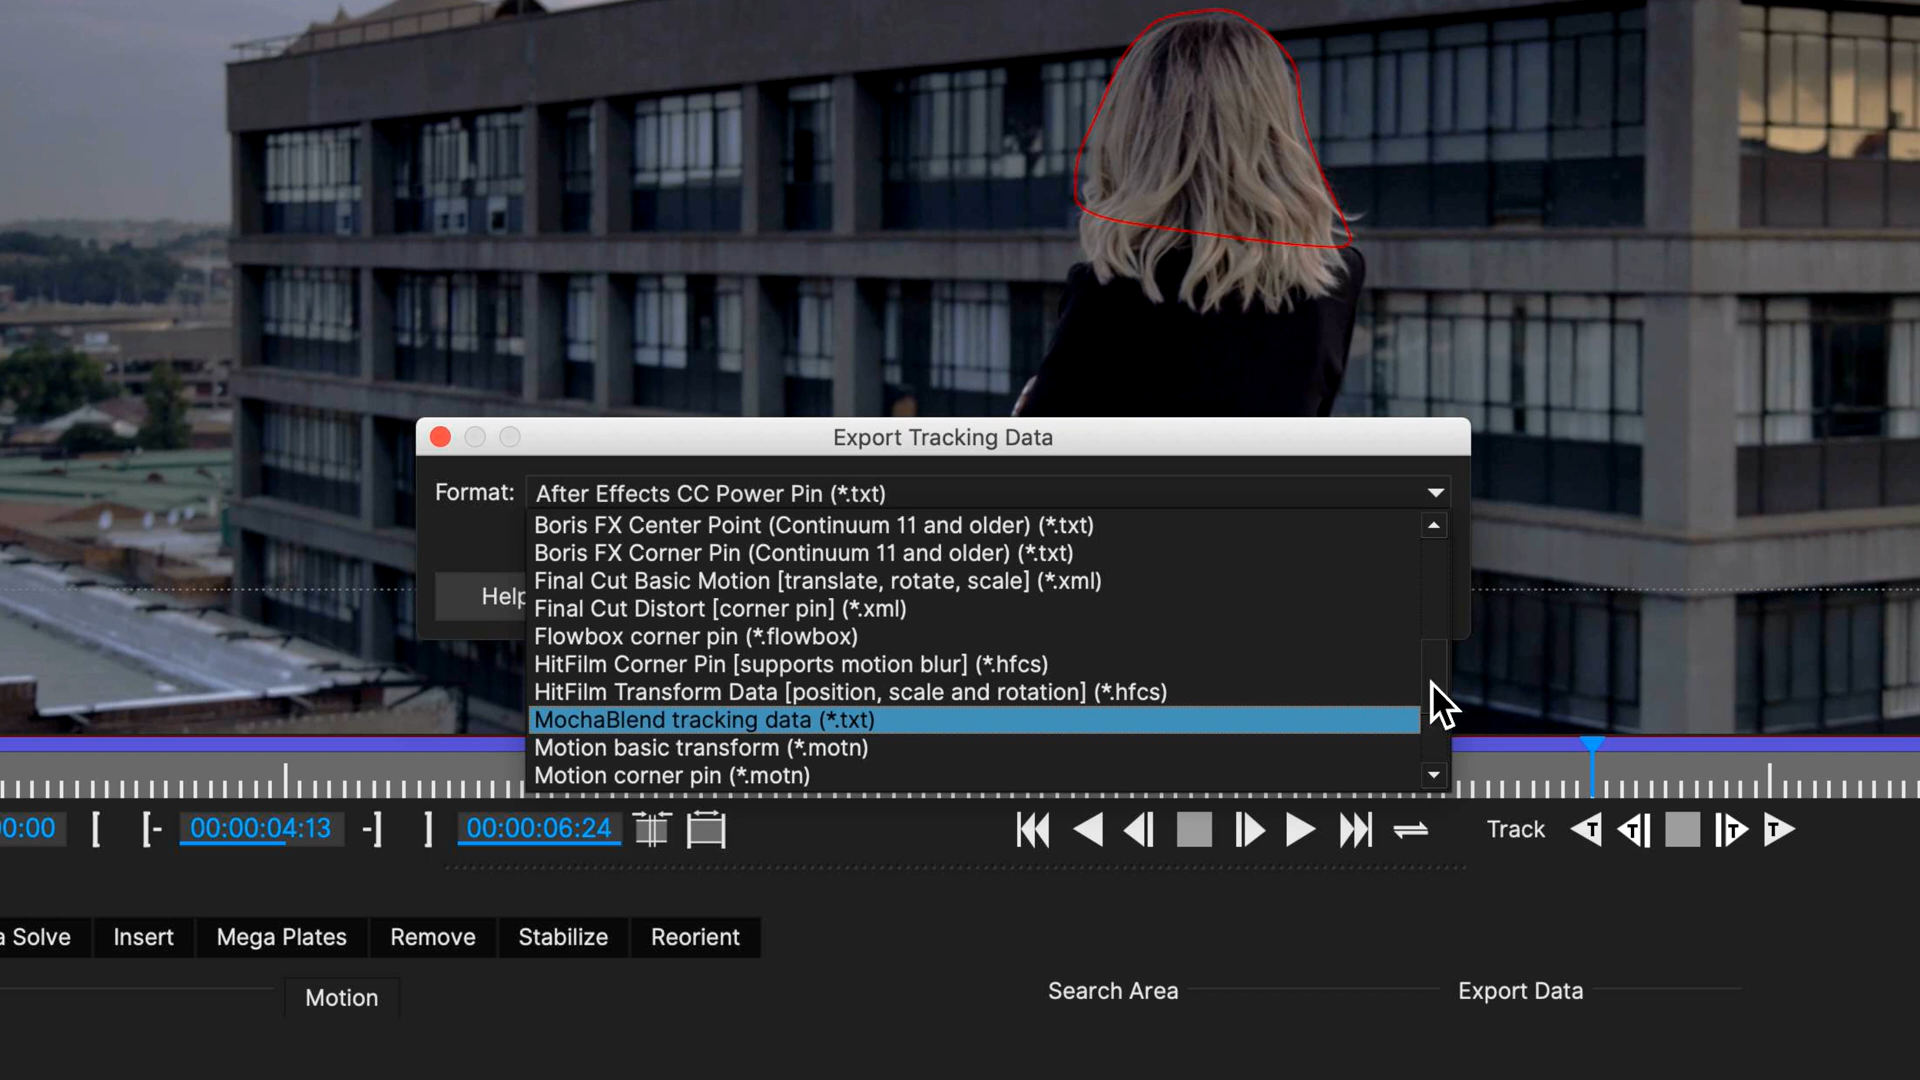 Export Tracking Data
Format: After Effects CC Power Pin (*.txt)
Boris FX Center Point (Continuum 11 and older) (*.txt)
Boris FX Corner Pin (Continuum 11 and older) (*.txt)
Final Cut Basic Motion [translate, rotate, scale] (*.xml)
Help
Final Cut Distort [corner pin] (*.xml)
Flowbox corner pin (*.flowbox)
HitFilm Corner Pin [supports motion blur] (*.hfcs)
HitFilm Transform Data [position, scale and rotation] (*.hfcs)
MochaBlend tracking data (*.txt)
Motion basic transform (*.motn)
Motion corner pin (*.motn)
0:00 [ [- 00:00:04:13 -] ] 00:00:06:24 Track T T T T
a Solve Insert Mega Plates Remove Stabilize Reorient
Motion Search Area Export Data